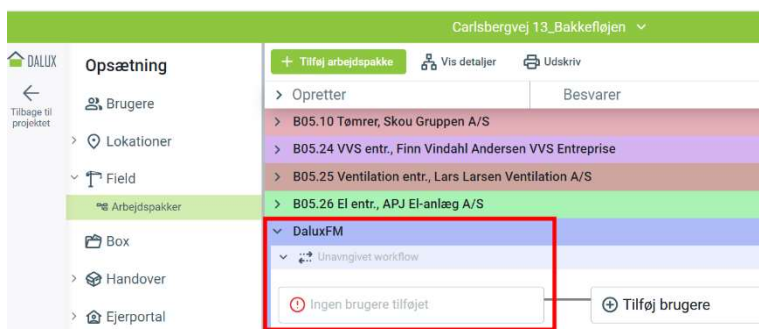 Carlsbergvej 13_Bakkefløjen
DALUX
Tilbage til
projektet
Opsætning
Brugere
Lokationer
Field
Arbejdspakker
Box
Handover
Ejerportal
+ Tilføj arbejdspakke
Vis detaljer
Udskriv
Opretter
Besvarer
B05.10 Tømrer, Skou Gruppen A/S
B05.24 VVS entr., Finn Vindahl Andersen VVS Entreprise
B05.25 Ventilation entr., Lars Larsen Ventilation A/S
B05.26 El entr., APJ El-anlæg A/S
DaluxFM
Unavngivet workflow
Ingen brugere tilføjet
Tilføj brugere